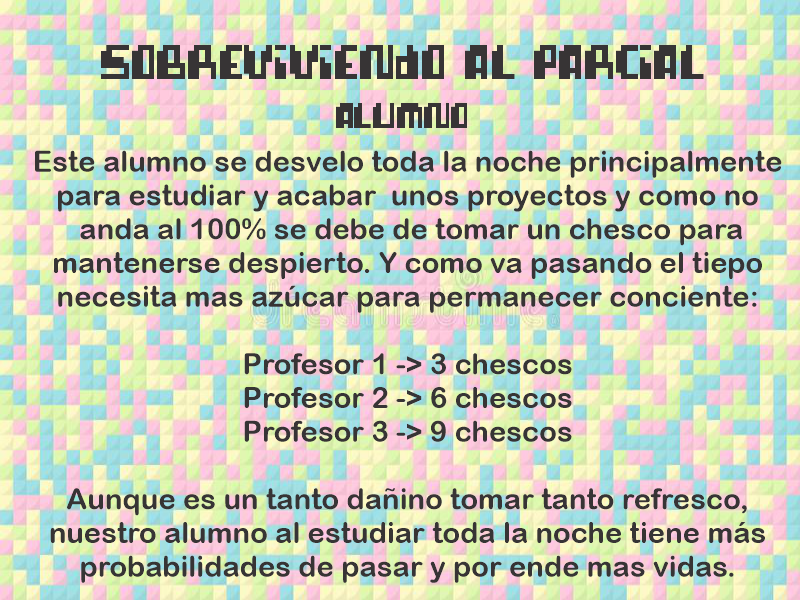 SOBREVIVIENDO AL PARCIAL
ALUMNO
Este alumno se desvelo toda la noche principalmente
para estudiar y acabar unos proyectos y como no
anda al 100% se debe de tomar un chesco para
mantenerse despierto. Y como va pasando el tiepo
necesita mas azúcar para permanecer conciente:
Profesor 1 -> 3 chescos
Profesor 2 -> 6 chescos
Profesor 3 -> 9 chescos
Aunque es un tanto dañino tomar tanto refresco,
nuestro alumno al estudiar toda la noche tiene más
probabilidades de pasar y por ende mas vidas.